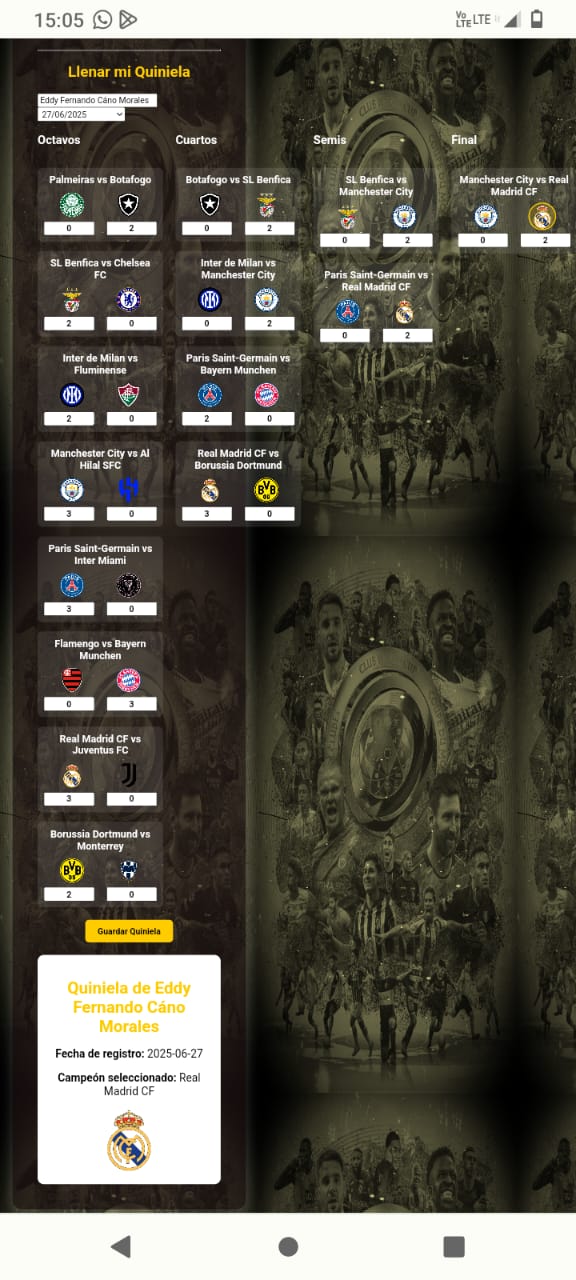 15:05
Vo
LTE LTE
Llenar mi Quiniela
Eddy Fernando Cáno Morales
27/06/2025
Octavos
Palmeiras vs Botafogo
0 2
SL Benfica vs Chelsea
FC
2 0
Inter de Milan vs
Fluminense
2 0
Manchester City vs Al
Hilal SFC
3 0
Paris Saint-Germain vs
Inter Miami
3 0
Flamengo vs Bayern
Munchen
0 3
Real Madrid CF vs
Juventus FC
3 0
Borussia Dortmund vs
Monterrey
2 0
Cuartos
Botafogo vs SL Benfica
0 2
Inter de Milan vs
Manchester City
0 2
Paris Saint-Germain vs
Bayern Munchen
2 0
Real Madrid CF vs
Borussia Dortmund
3 0
Semis
SL Benfica vs
Manchester City
0 2
Paris Saint-Germain vs
Real Madrid CF
0 2
Final
Manchester City vs Real
Madrid CF
0 2
Guardar Quiniela
Quiniela de Eddy
Fernando Cáno
Morales
Fecha de registro: 2025-06-27
Campeón seleccionado: Real
Madrid CF